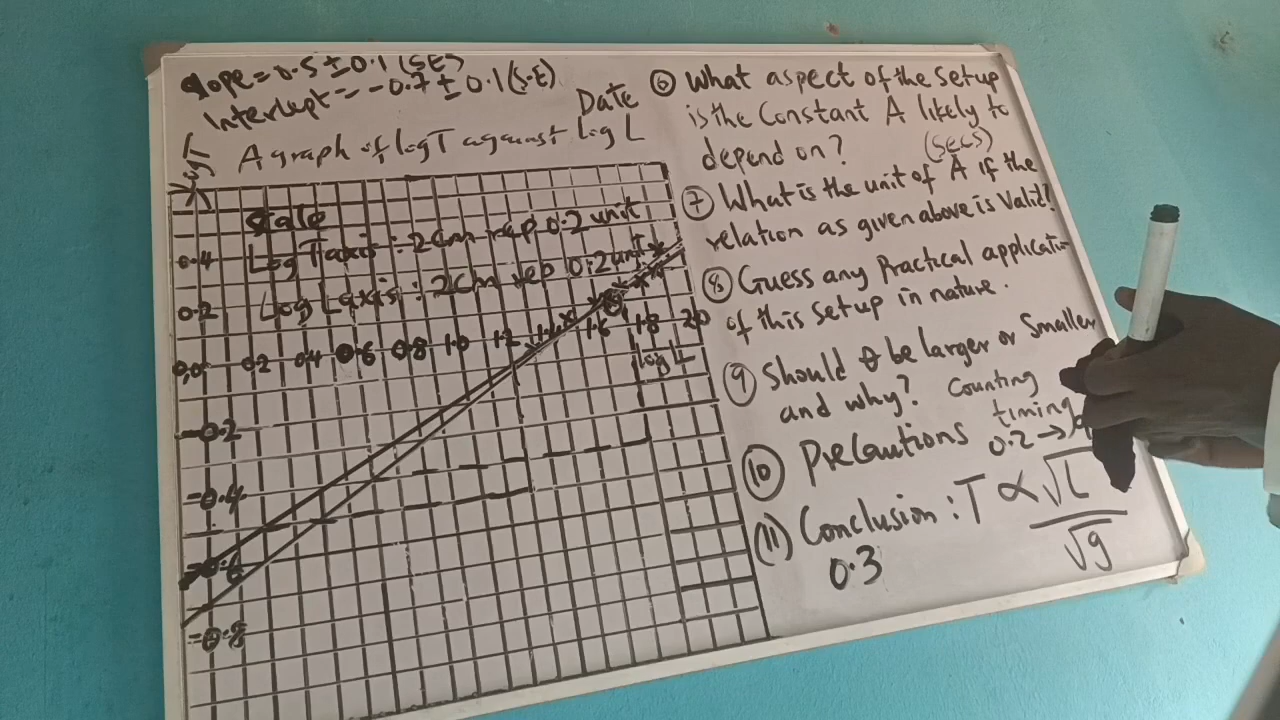 slope = 0.5 ± 0.1 (SE)
Intercept = -0.7 ± 0.1 (S.E)
Date
A graph of log T against log L
log T
Scale
Log T axis : 2cm rep 0.2 unit
Log L axis : 2cm rep 0.2 unit
0.4
0.2
0.0 0.2 0.4 0.6 0.8 1.0 1.2 1.4 1.6 1.8 20
log L
-0.2
-0.4
-0.6
-0.8
⑥ What aspect of the setup
is the Constant A likely to
depend on? (secs)
⑦ What is the unit of A if the
relation as given above is valid?
⑧ Guess any Practical applicatio
of this setup in nature.
⑨ Should θ be larger or smaller
and why? Counting
timing
⑩ Precautions 0.2 →
(11) Conclusion : T ∝ √L / √g
0.3